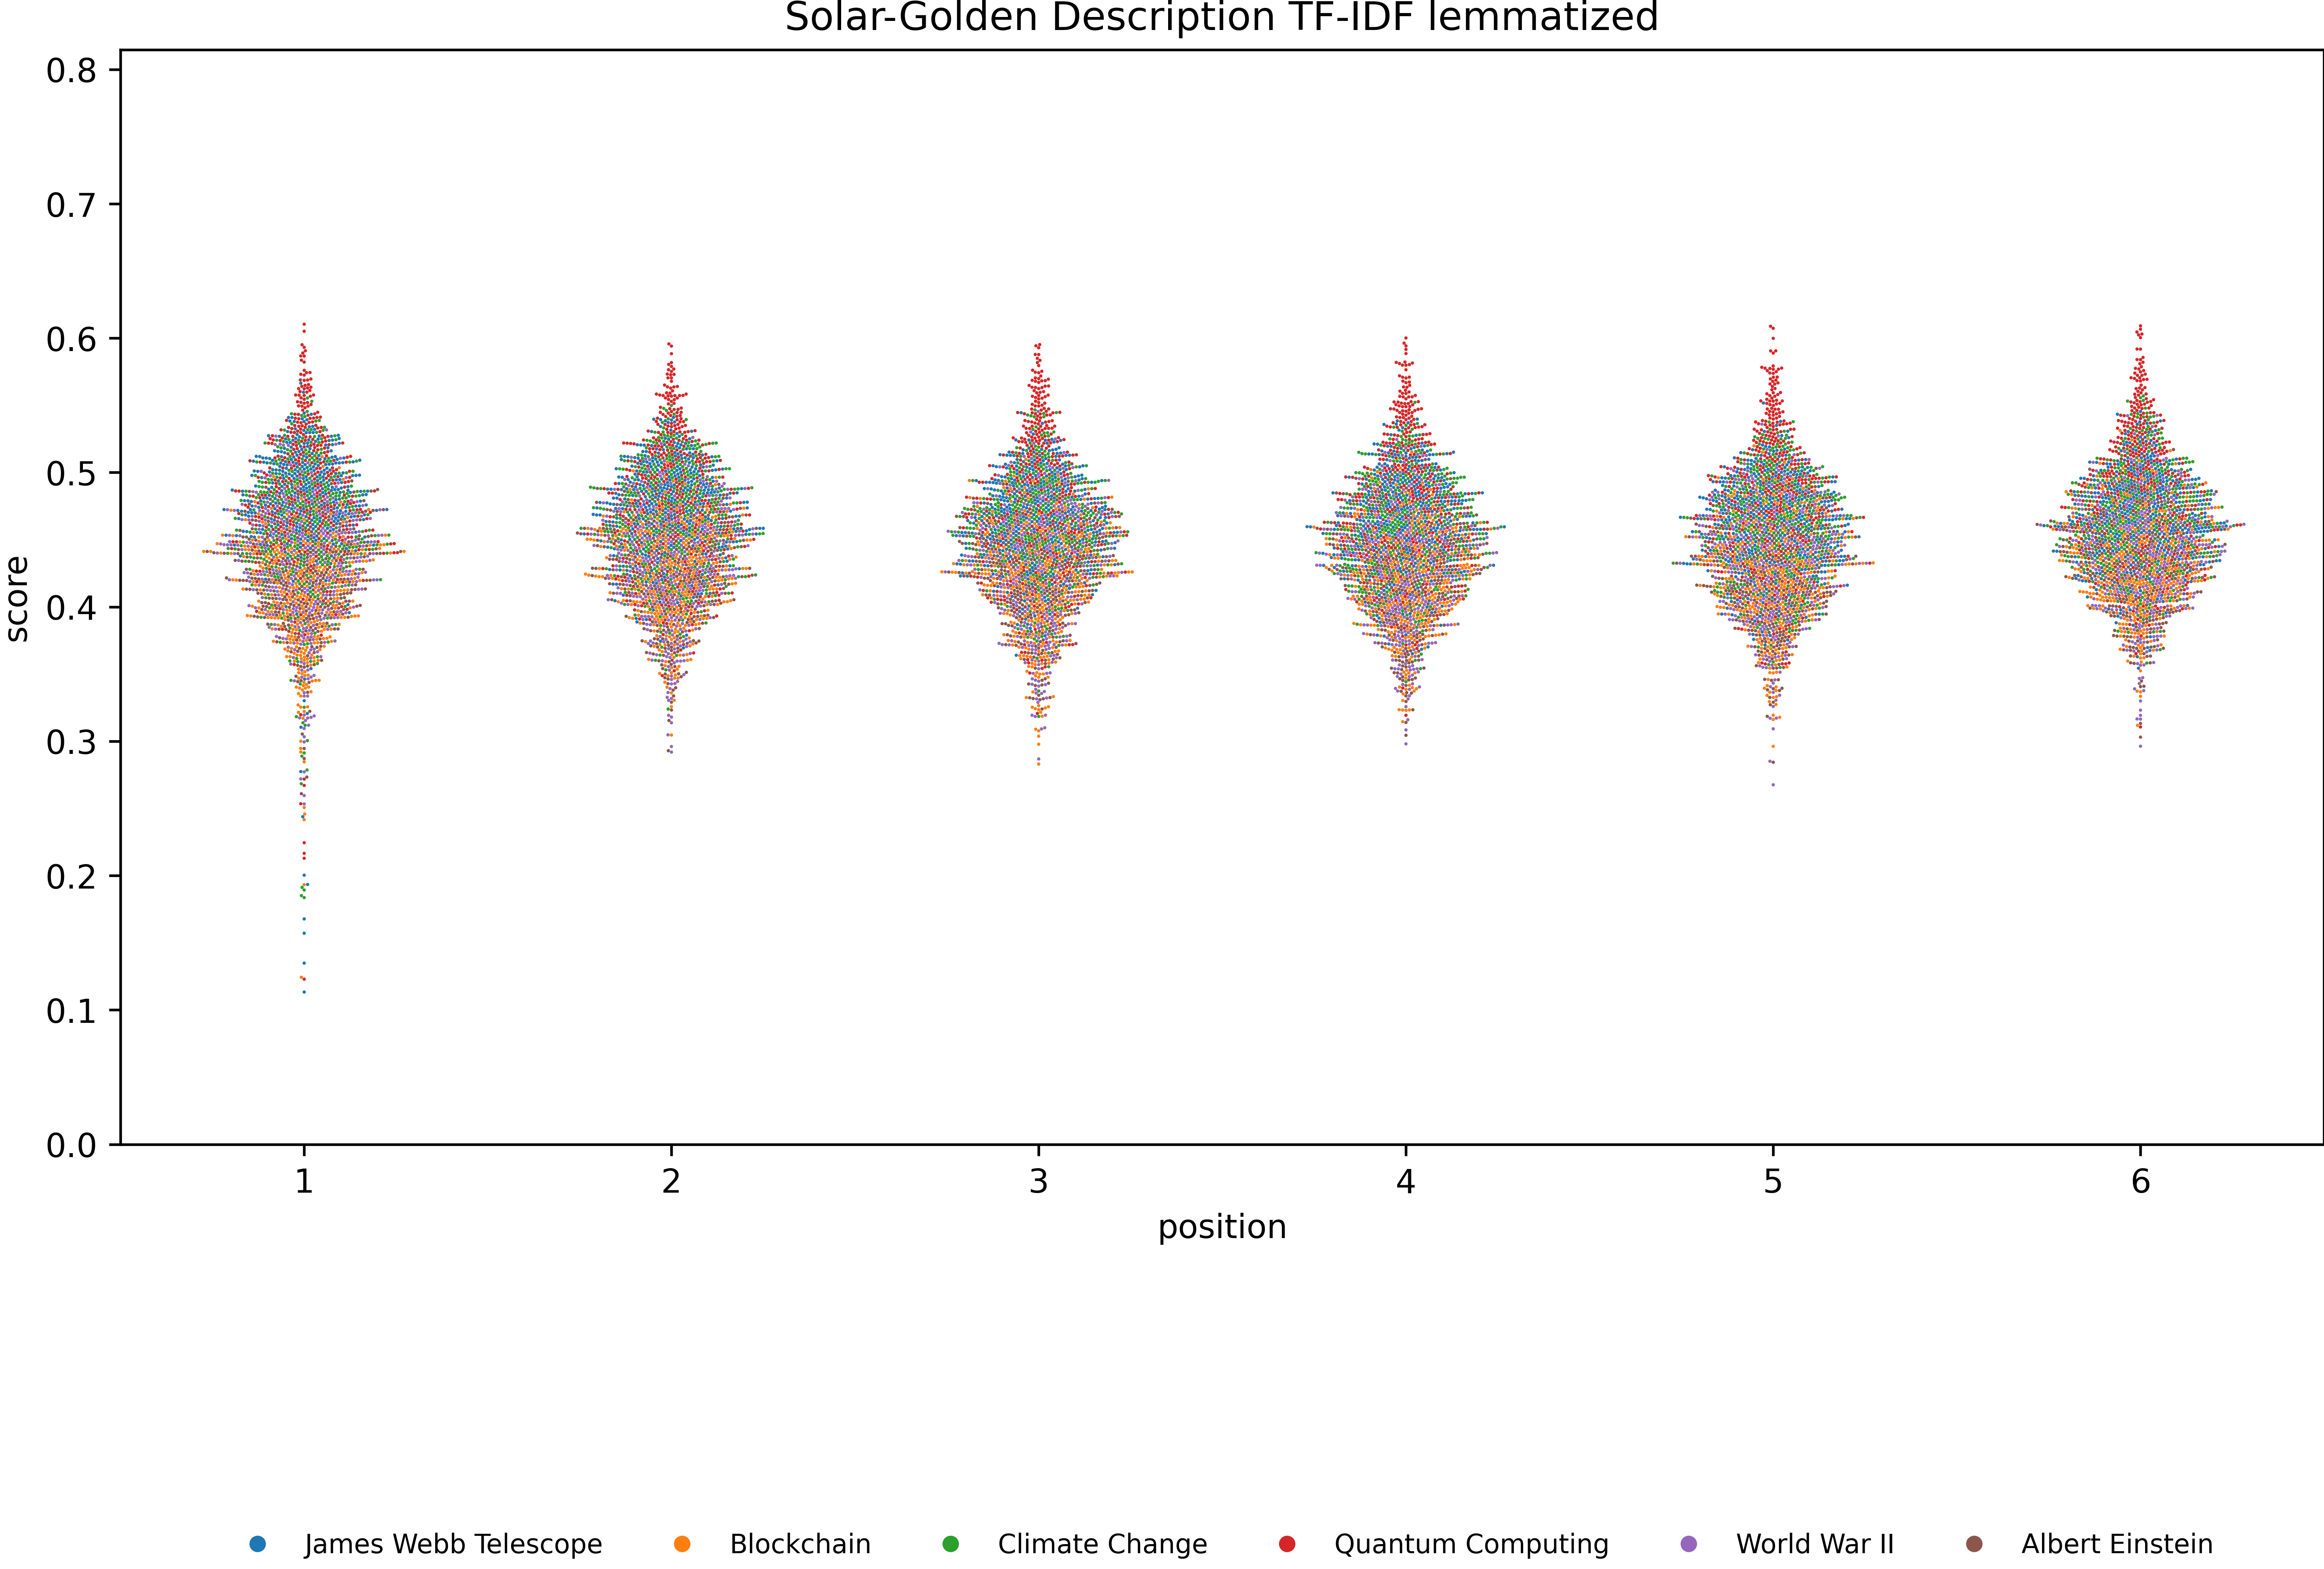 Solar-Golden Description TF-IDF lemmatized
0.8
0.7
0.6
0.5
0.4
0.3
0.2
0.1
0.0
score
1 2 3 4 5 6
position
James Webb Telescope Blockchain Climate Change Quantum Computing World War II Albert Einstein